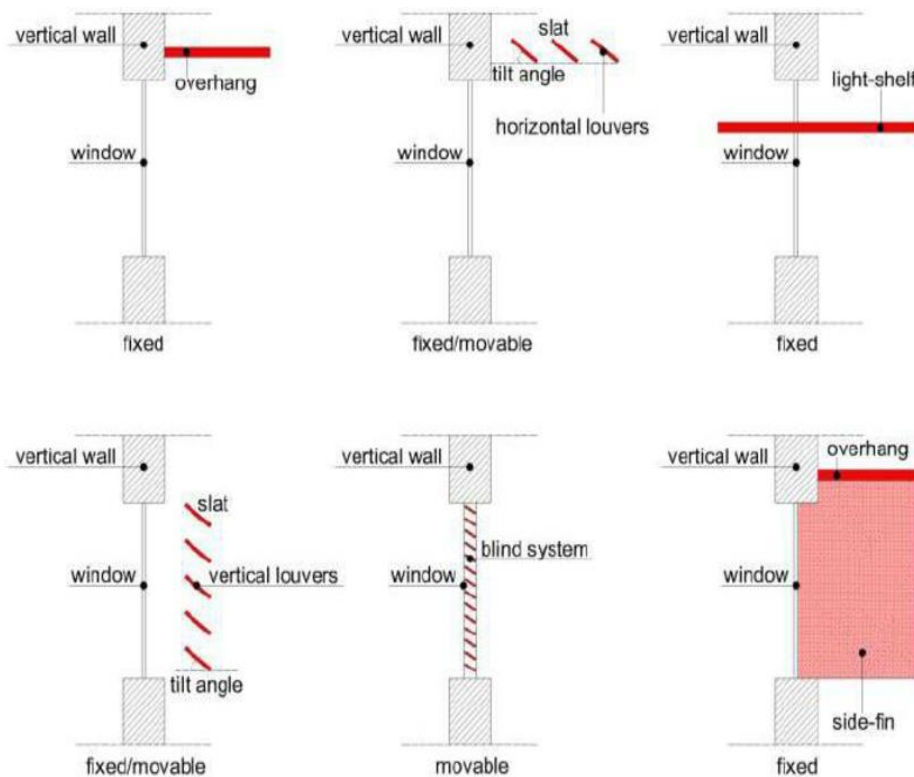 vertical wall
overhang
window
fixed
vertical wall
slat
tilt angle
horizontal louvers
window
fixed/movable
vertical wall
light-shelf
window
fixed
vertical wall
slat
window
vertical louvers
tilt angle
fixed/movable
vertical wall
blind system
window
movable
overhang
vertical wall
window
side-fin
fixed